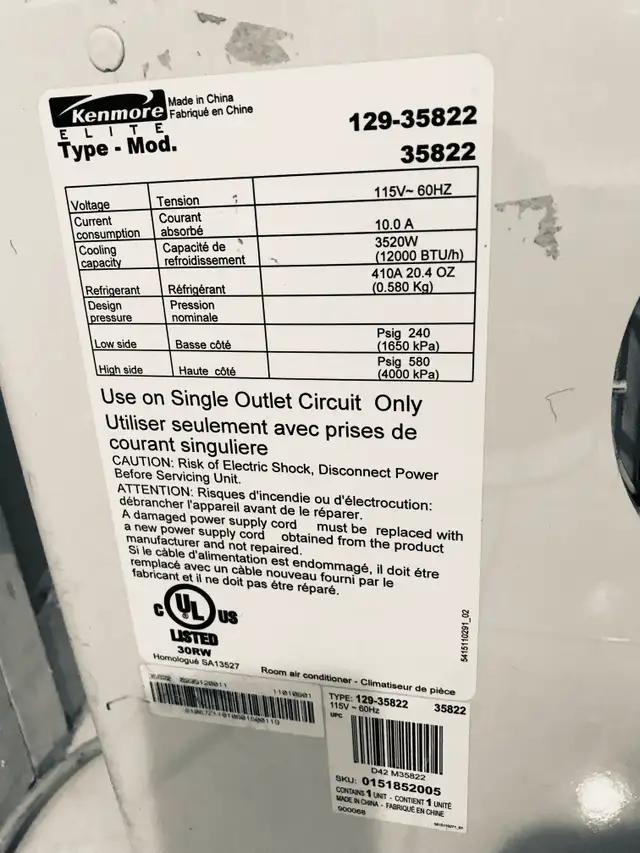 Kenmore
ELITE
Made in China
Fabriqué en Chine
129-35822
Type - Mod.
35822
Voltage Tension 115V~ 60HZ
Current consumption Courant absorbé 10.0 A
Cooling capacity Capacité de refroidissement 3520W (12000 BTU/h)
Refrigerant Réfrigérant 410A 20.4 OZ (0.580 Kg)
Design pressure Pression nominale
Low side Basse côté Psig 240 (1650 kPa)
High side Haute côté Psig 580 (4000 kPa)
Use on Single Outlet Circuit Only
Utiliser seulement avec prises de
courant singuliere
CAUTION: Risk of Electric Shock, Disconnect Power
Before Servicing Unit.
ATTENTION: Risques d'incendie ou d'électrocution:
débrancher l'appareil avant de le réparer.
A damaged power supply cord must be replaced with
a new power supply cord obtained from the product
manufacturer and not repaired.
Si le câble d'alimentation est endommagé, il doit être
remplacé avec un câble nouveau fourni par le
fabricant et il ne doit pas être réparé.
C UL US
LISTED
30RW
Homologué SA13527
5415110291_02
Room air conditioner - Climatiseur de pièce
TYPE: 129-35822 35822
115V ~ 60Hz
UPC
D42 M35822
SKU: 0151852005
CONTAINS 1 UNIT - CONTIENT 1 UNITÉ
MADE IN CHINA - FABRIQUÉ EN CHINE
900068